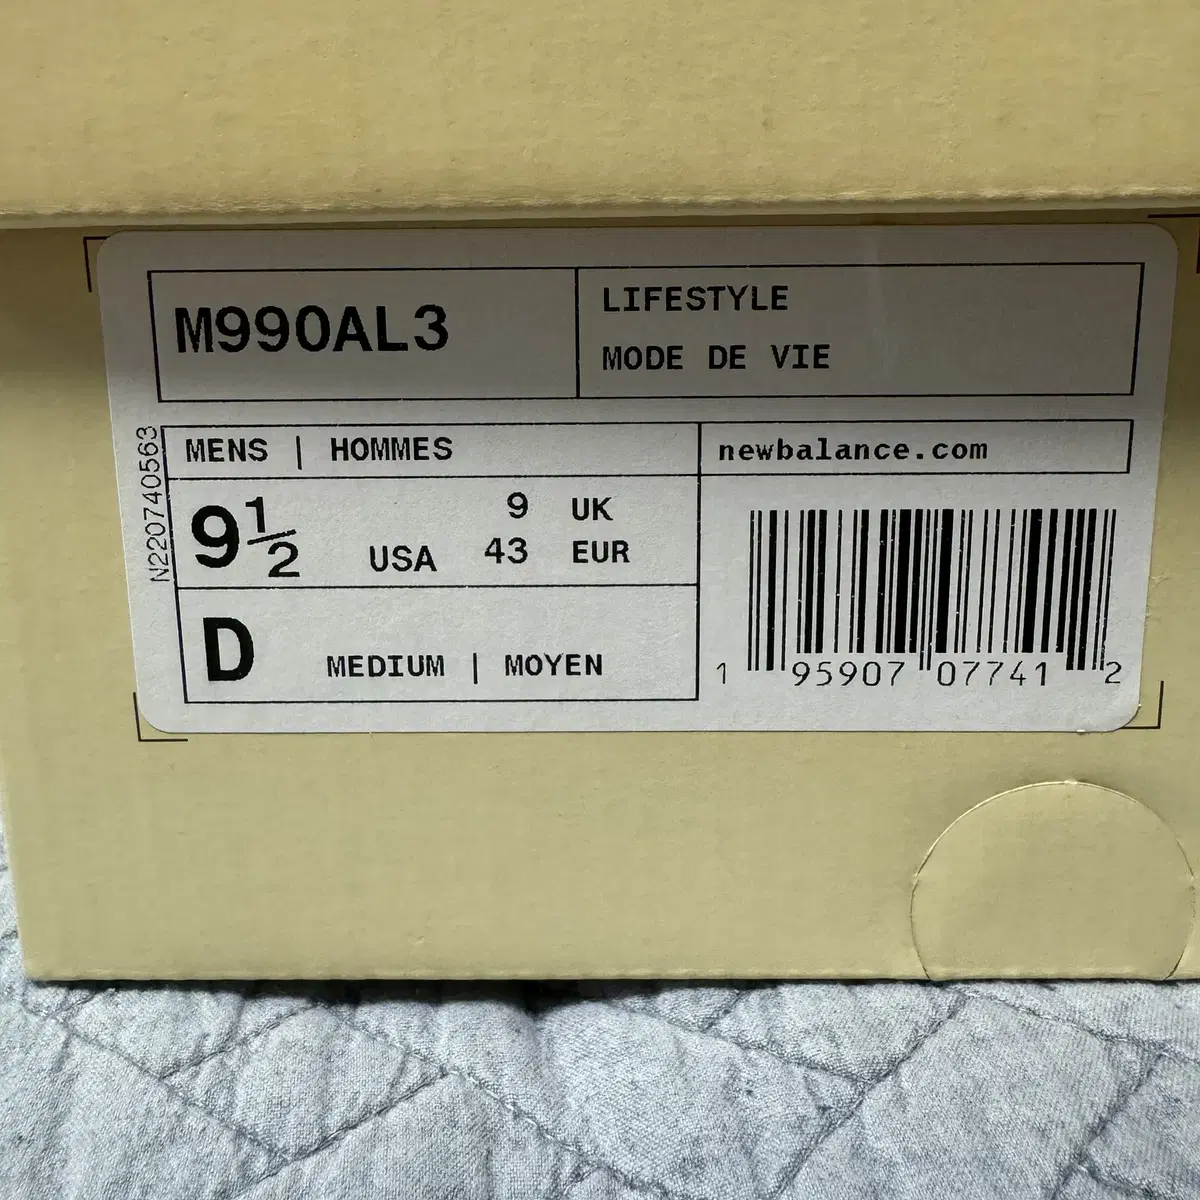 M990AL3
LIFESTYLE
MODE DE VIE
N220740563
MENS | HOMMES
newbalance.com
9 1/2 USA
9 UK
43 EUR
D MEDIUM | MOYEN
1 95907 07741 2